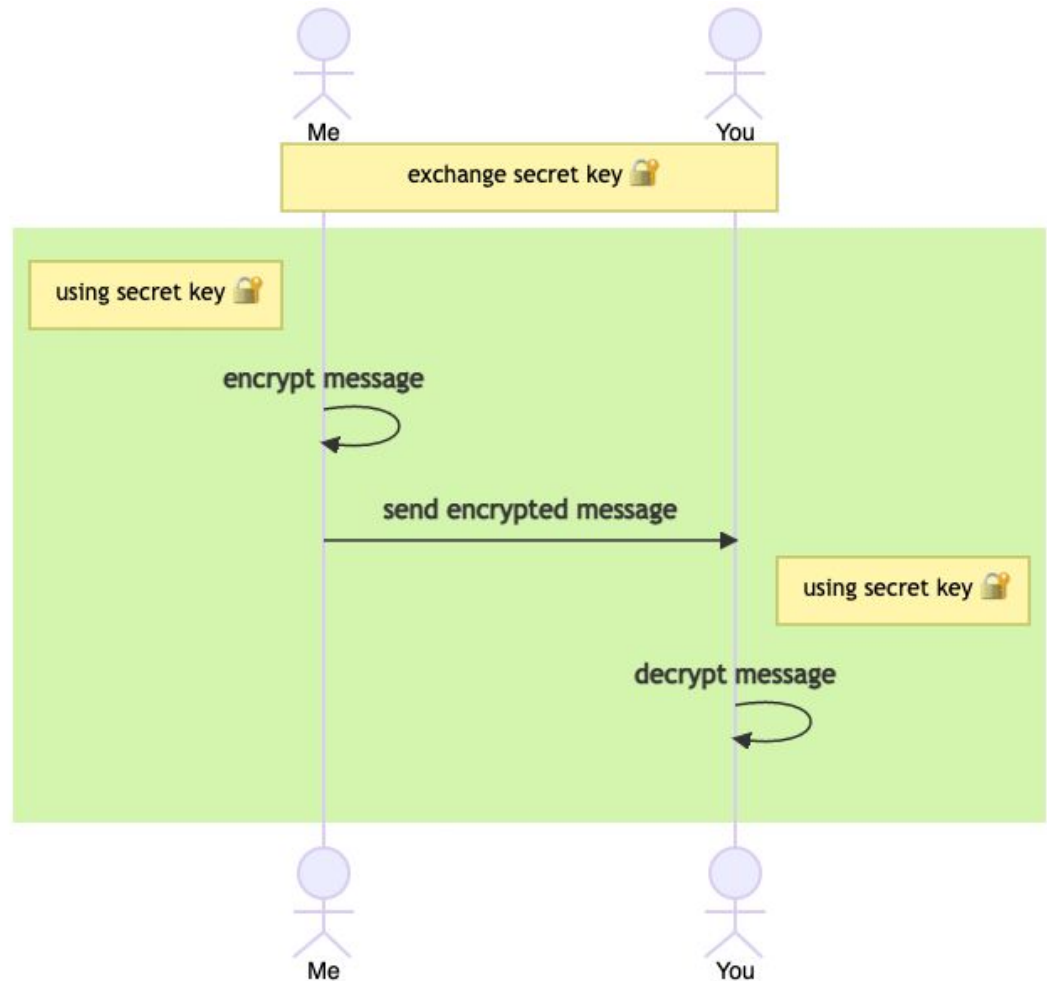 Me
You
exchange secret key 🔐
using secret key 🔐
encrypt message
send encrypted message
using secret key 🔐
decrypt message
Me
You